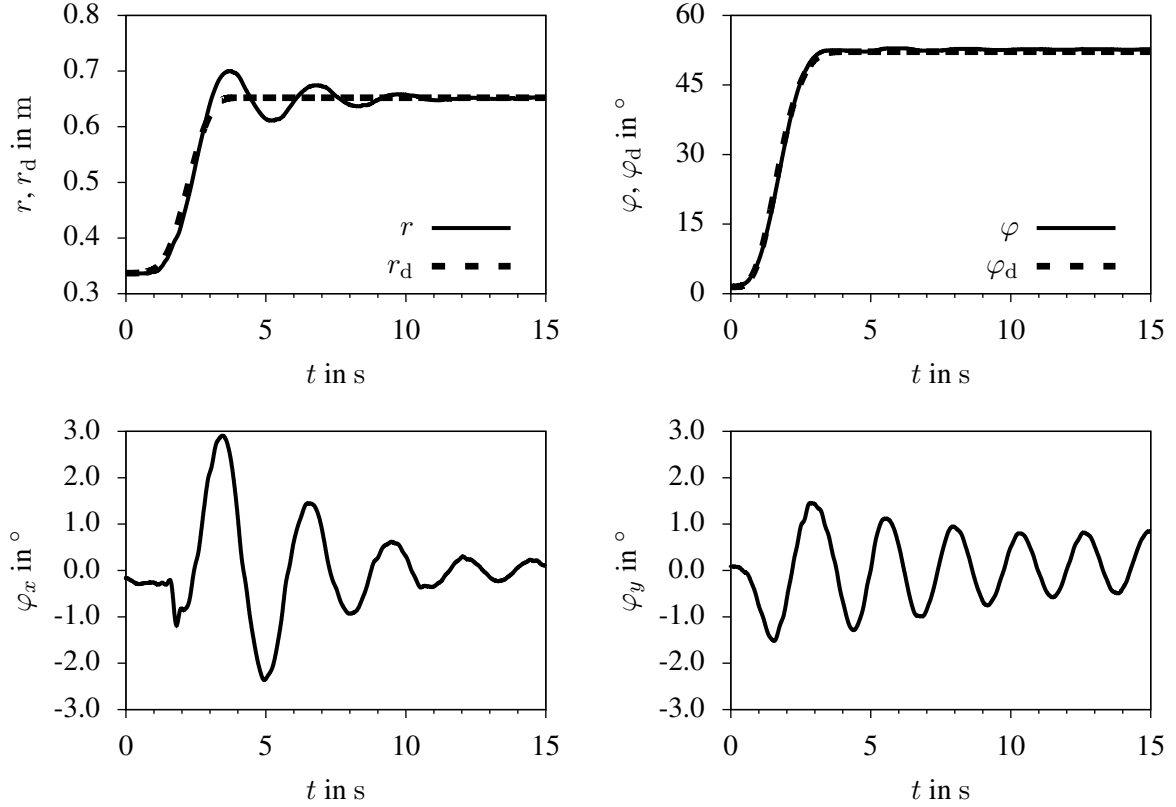 0.8
0.7
0.6
0.5
0.4
0.3
r, r_d in m
r
r_d
0 5 10 15
t in s
60
45
30
15
0
φ, φ_d in °
φ
φ_d
0 5 10 15
t in s
3.0
2.0
1.0
0.0
-1.0
-2.0
-3.0
φ_x in °
0 5 10 15
t in s
3.0
2.0
1.0
0.0
-1.0
-2.0
-3.0
φ_y in °
0 5 10 15
t in s